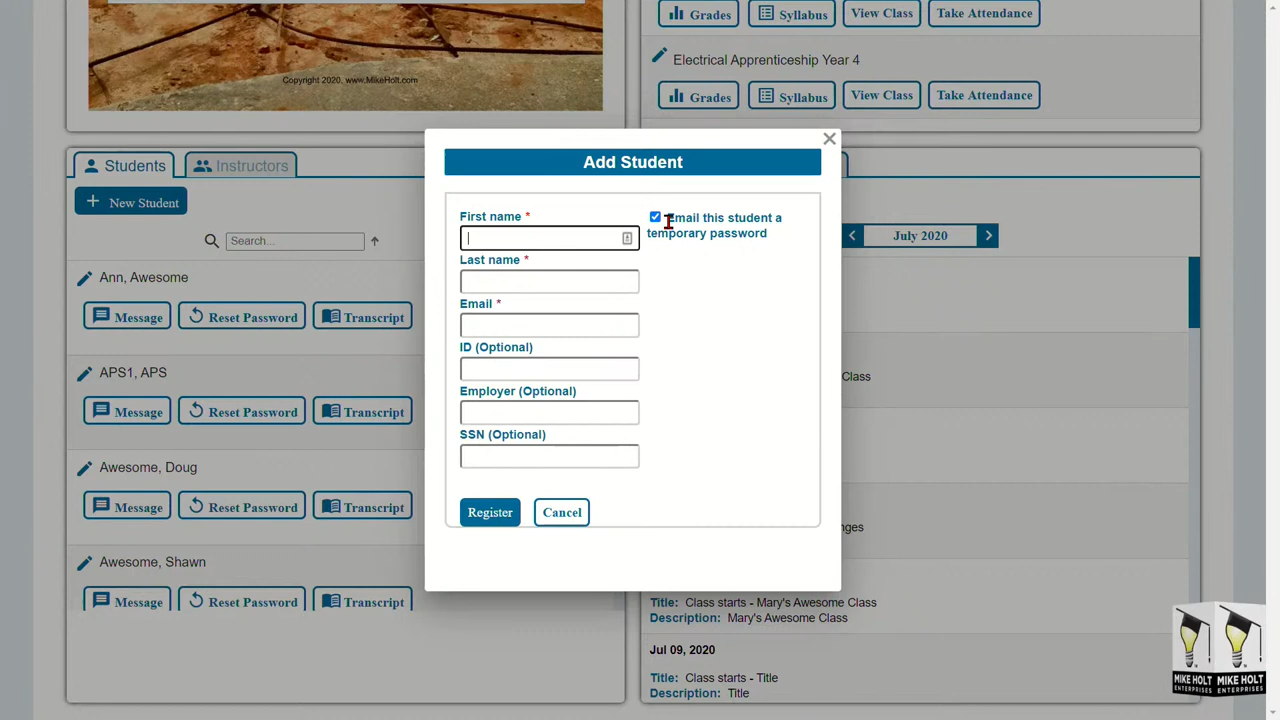 Grades
Syllabus
View Class
Take Attendance
Copyright 2020, www.MikeHolt.com
Electrical Apprenticeship Year 4
Grades
Syllabus
View Class
Take Attendance
Students
Instructors
New Student
Search...
Ann, Awesome
Message
Reset Password
Transcript
APS1, APS
Message
Reset Password
Transcript
Awesome, Doug
Message
Reset Password
Transcript
Awesome, Shawn
Message
Reset Password
Transcript
Add Student
First name *
Email this student a
temporary password
Last name *
Email *
ID (Optional)
Employer (Optional)
SSN (Optional)
Register
Cancel
July 2020
Class
nges
Title: Class starts - Mary's Awesome Class
Description: Mary's Awesome Class
Jul 09, 2020
Title: Class starts - Title
Description: Title
MIKE HOLT
ENTERPRISES
MIKE HOLT
ENTERPRISES